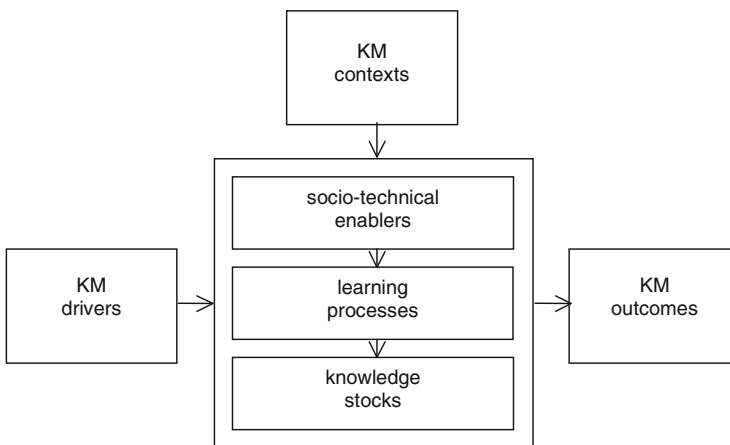 KM
contexts
socio-technical
enablers
KM
drivers
learning
processes
KM
outcomes
knowledge
stocks